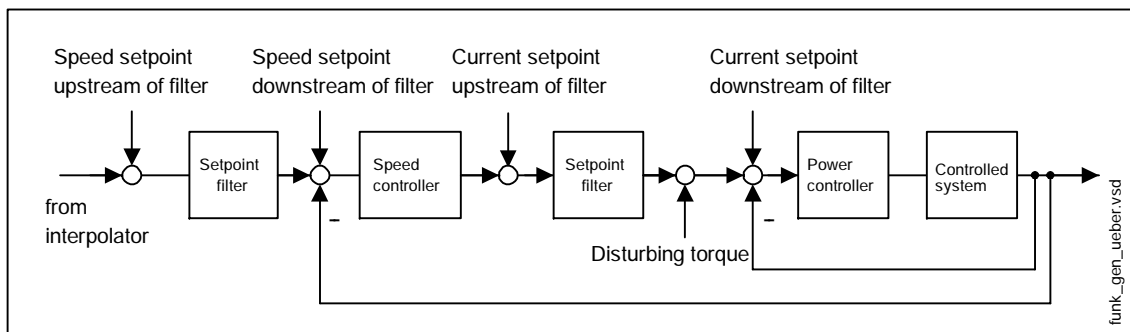 Speed setpoint
upstream of filter
Speed setpoint
downstream of filter
Current setpoint
upstream of filter
Current setpoint
downstream of filter
Setpoint
filter
Speed
controller
Setpoint
filter
Power
controller
Controlled
system
from
interpolator
Disturbing torque
funk_gen_ueber.vsd